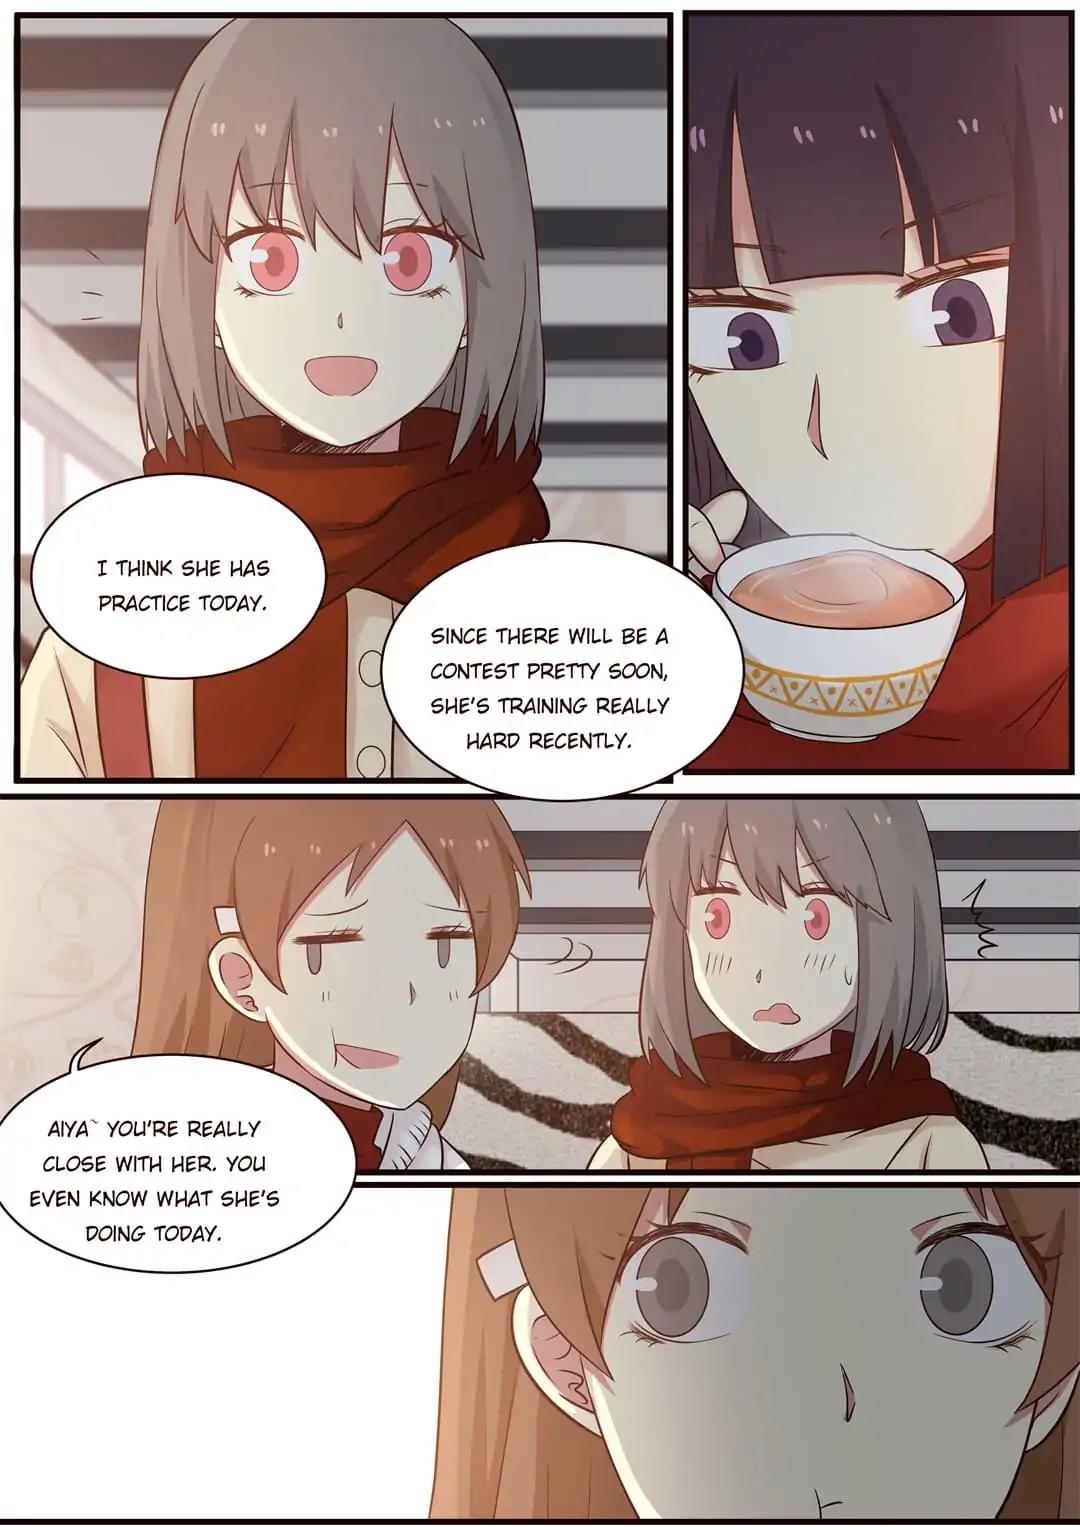 I THINK SHE HAS
PRACTICE TODAY.
SINCE THERE WILL BE A
CONTEST PRETTY SOON,
SHE'S TRAINING REALLY
HARD RECENTLY.
AIYA~ YOU'RE REALLY
CLOSE WITH HER. YOU
EVEN KNOW WHAT SHE'S
DOING TODAY.